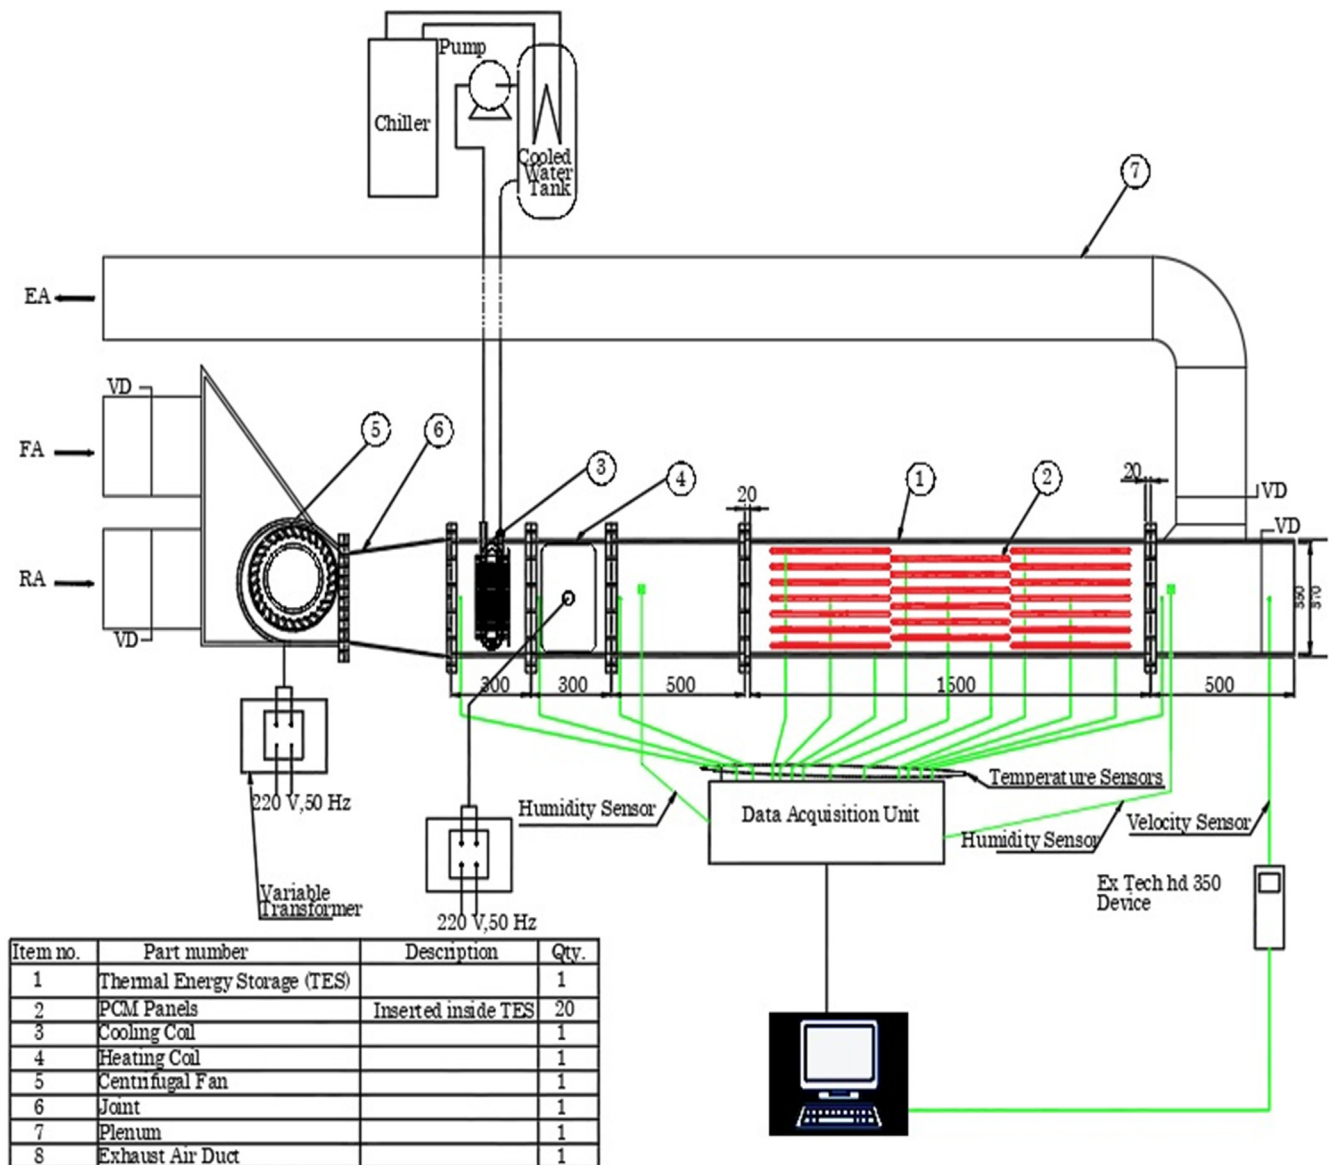 Pump
Chiller
Cooled
Water
Tank
7
EA
VD
FA
5
6
3
4
1
2
20
20
VD
VD
RA
VD
350
370
300
300
500
1500
500
Temperature Sensors
220 V,50 Hz
Humidity Sensor
Data Acquisition Unit
Humidity Sensor
Velocity Sensor
Variable
Transformer
Ex Tech hd 350
Device
220 V,50 Hz
Item no. Part number Description Qty.
1 Thermal Energy Storage (TES) 1
2 PCM Panels Inserted inside TES 20
3 Cooling Coil 1
4 Heating Coil 1
5 Centrifugal Fan 1
6 Joint 1
7 Plenum 1
8 Exhaust Air Duct 1